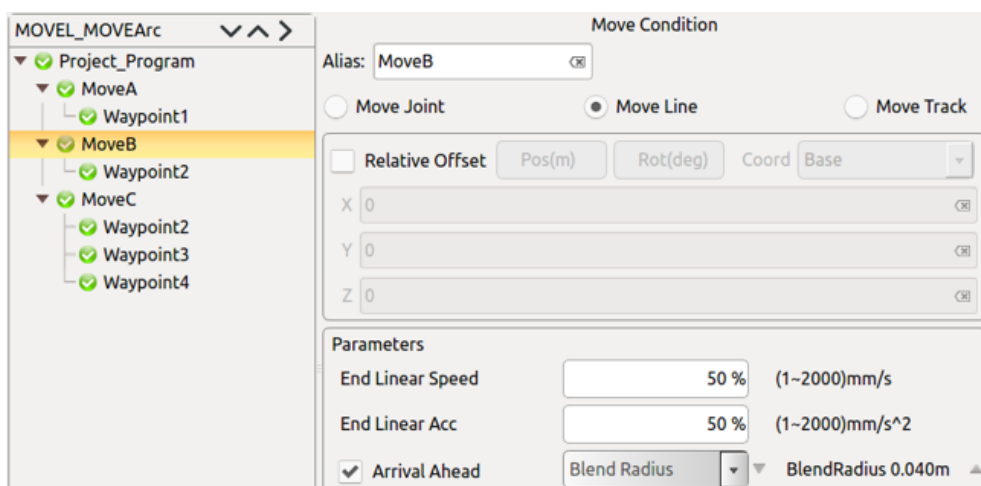 MOVEL_MOVEArc
Project_Program
MoveA
Waypoint1
MoveB
Waypoint2
MoveC
Waypoint2
Waypoint3
Waypoint4
Move Condition
Alias: MoveB
Move Joint Move Line Move Track
Relative Offset Pos(m) Rot(deg) Coord Base
X 0
Y 0
Z 0
Parameters
End Linear Speed 50 % (1~2000)mm/s
End Linear Acc 50 % (1~2000)mm/s^2
Arrival Ahead Blend Radius BlendRadius 0.040m